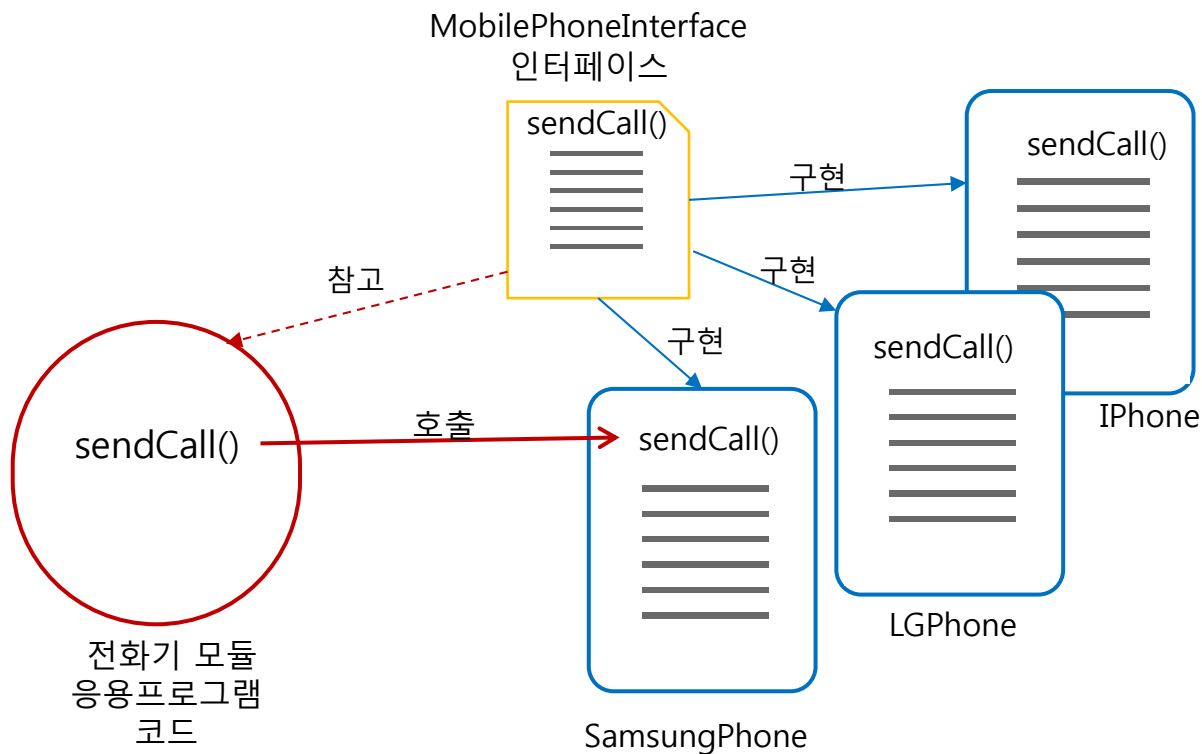 MobilePhoneInterface
인터페이스
sendCall()
sendCall()
구현
구현
참고
구현
sendCall()
IPhone
호출
sendCall()
sendCall()
LGPhone
전화기 모듈
응용프로그램
코드
SamsungPhone